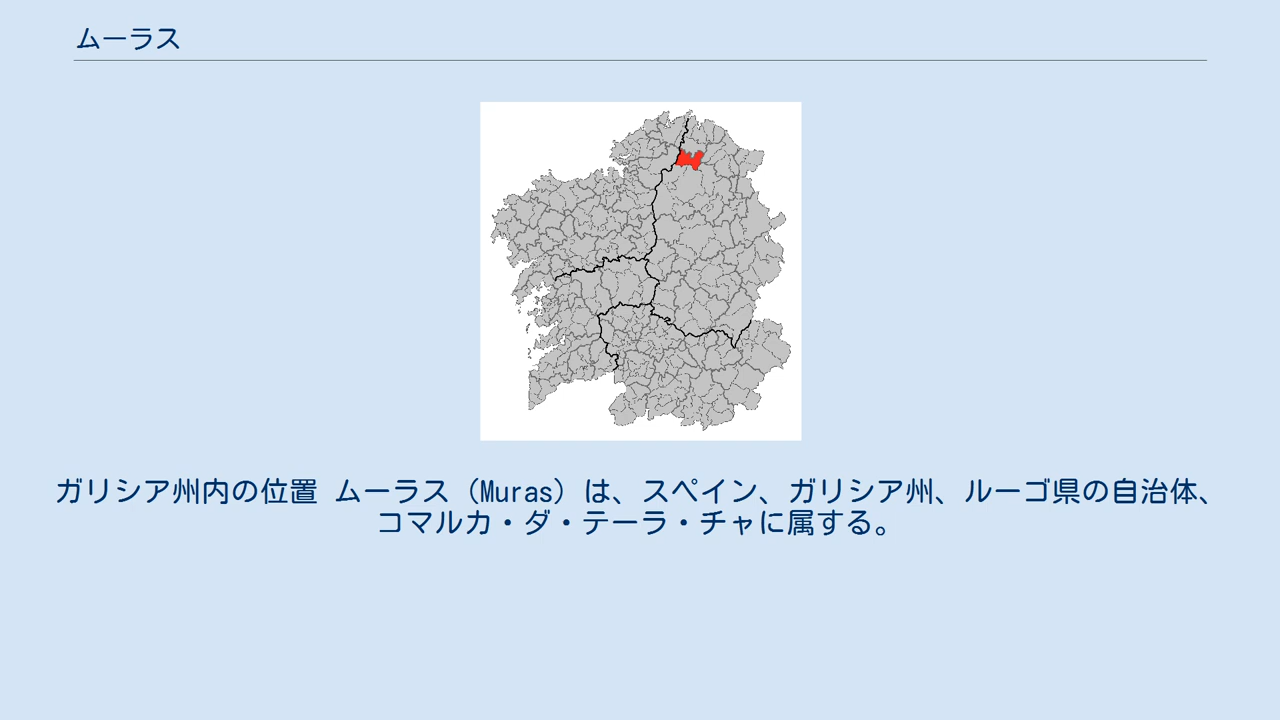 ムーラス
ガリシア州内の位置 ムーラス（Muras）は、スペイン、ガリシア州、ルーゴ県の自治体、
コマルカ・ダ・テーラ・チャに属する。